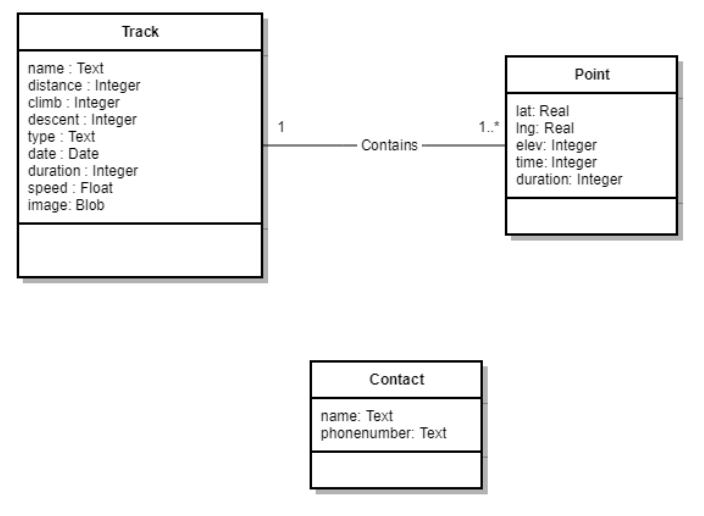 Track
name : Text
distance : Integer
climb : Integer
descent : Integer
type : Text
date : Date
duration : Integer
speed : Float
image: Blob
1
Contains
1..*
Point
lat: Real
lng: Real
elev: Integer
time: Integer
duration: Integer
Contact
name: Text
phonenumber: Text